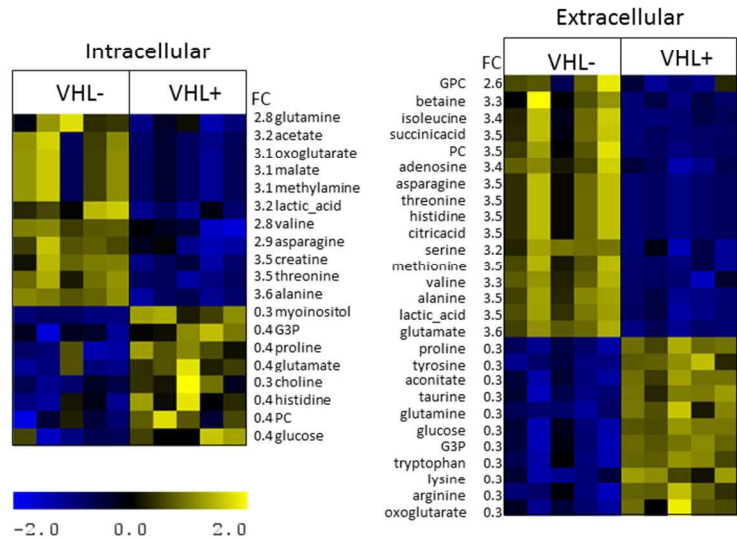 Intracellular
VHL-
VHL+
FC
2.8 glutamine
3.2 acetate
3.1 oxoglutarate
3.1 malate
3.1 methylamine
3.2 lactic_acid
2.8 valine
2.9 asparagine
3.5 creatine
3.5 threonine
3.6 alanine
0.3 myoinositol
0.4 G3P
0.4 proline
0.4 glutamate
0.3 choline
0.4 histidine
0.4 PC
0.4 glucose
-2.0 0.0 2.0
Extracellular
FC
VHL-
VHL+
GPC 2.6
betaine 3.3
isoleucine 3.4
succinicacid 3.5
PC 3.5
adenosine 3.4
asparagine 3.5
threonine 3.5
histidine 3.5
citricacid 3.5
serine 3.2
methionine 3.5
valine 3.3
alanine 3.5
lactic_acid 3.5
glutamate 3.6
proline 0.3
tyrosine 0.3
aconitate 0.3
taurine 0.3
glutamine 0.3
glucose 0.3
G3P 0.3
tryptophan 0.3
lysine 0.3
arginine 0.3
oxoglutarate 0.3